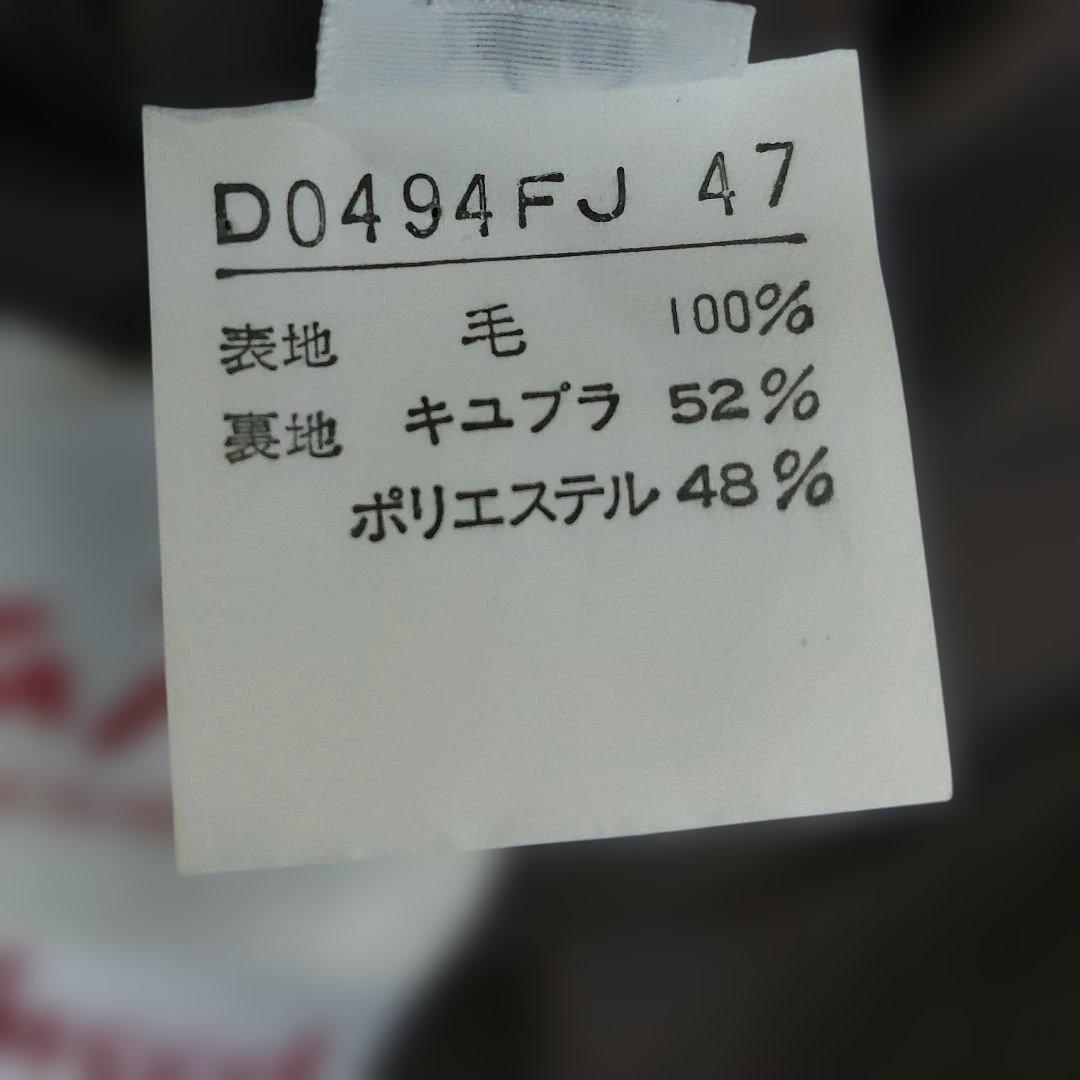 D0494FJ 47
表地 毛 100%
裏地 キユプラ 52%
ポリエステル 48%